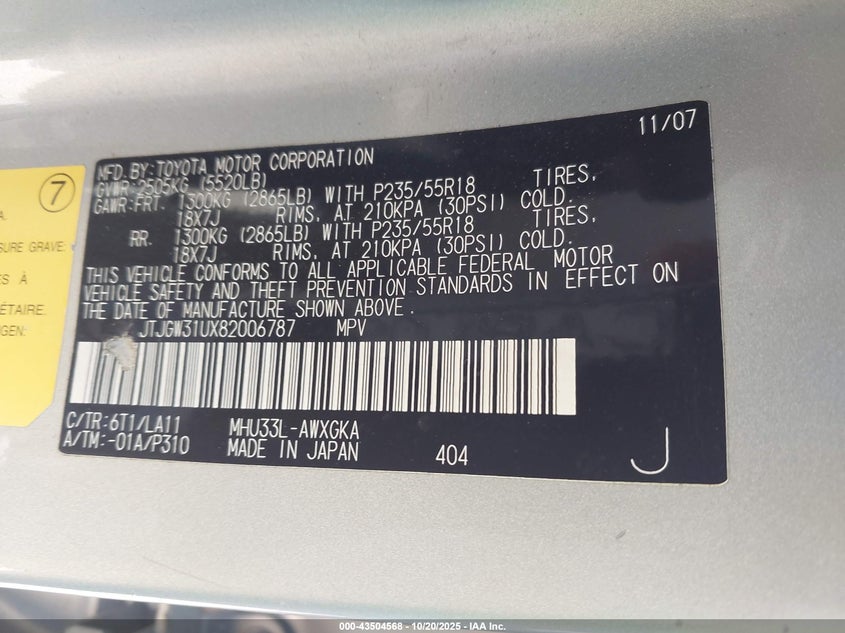 11/07
MFD.BY:TOYOTA MOTOR CORPORATION
GVWR:2505KG (5520LB)
GAWR:FRT. 1300KG (2865LB) WITH P235/55R18 TIRES,
18X7J RIMS, AT 210KPA (30PSI) COLD.
RR. 1300KG (2865LB) WITH P235/55R18 TIRES,
18X7J RIMS, AT 210KPA (30PSI) COLD.
THIS VEHICLE CONFORMS TO ALL APPLICABLE FEDERAL MOTOR
VEHICLE SAFETY AND THEFT PREVENTION STANDARDS IN EFFECT ON
THE DATE OF MANUFACTURE SHOWN ABOVE.
JTJGW31UX82006787 MPV
C/TR:6T1/LA11 MHU33L-AWXGKA
A/TM:-01A/P310 MADE IN JAPAN 404 J
7
A.
SURE GRAVE:
S À
ÉTAIRE.
GEN:
000-43504568 - 10/20/2025 - IAA Inc.